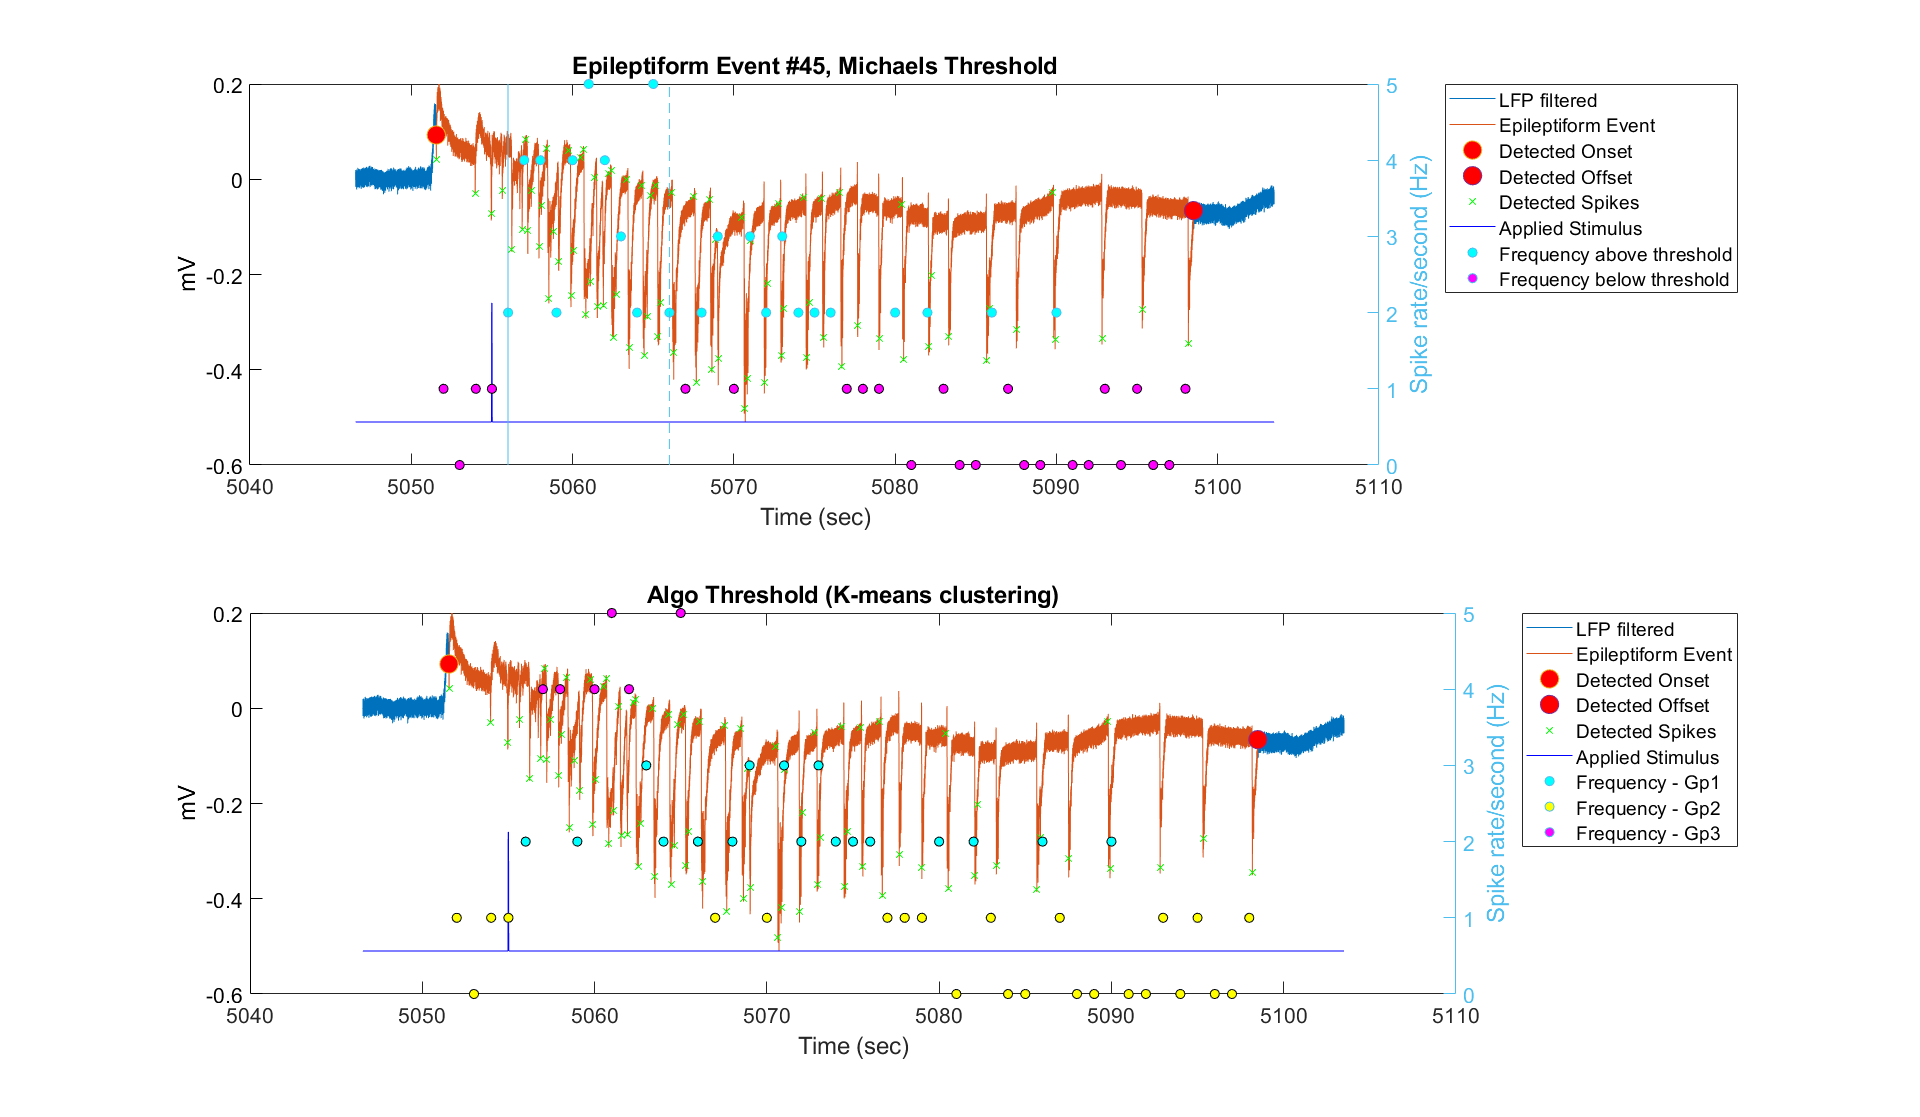 Epileptiform Event #45, Michaels Threshold
0.2
0
-0.2
-0.4
-0.6
mV
5
4
3
2
1
0
Spike rate/second (Hz)
5040 5050 5060 5070 5080 5090 5100 5110
Time (sec)
LFP filtered
Epileptiform Event
Detected Onset
Detected Offset
Detected Spikes
Applied Stimulus
Frequency above threshold
Frequency below threshold
Algo Threshold (K-means clustering)
0.2
0
-0.2
-0.4
-0.6
mV
5
4
3
2
1
0
Spike rate/second (Hz)
5040 5050 5060 5070 5080 5090 5100 5110
Time (sec)
LFP filtered
Epileptiform Event
Detected Onset
Detected Offset
Detected Spikes
Applied Stimulus
Frequency - Gp1
Frequency - Gp2
Frequency - Gp3